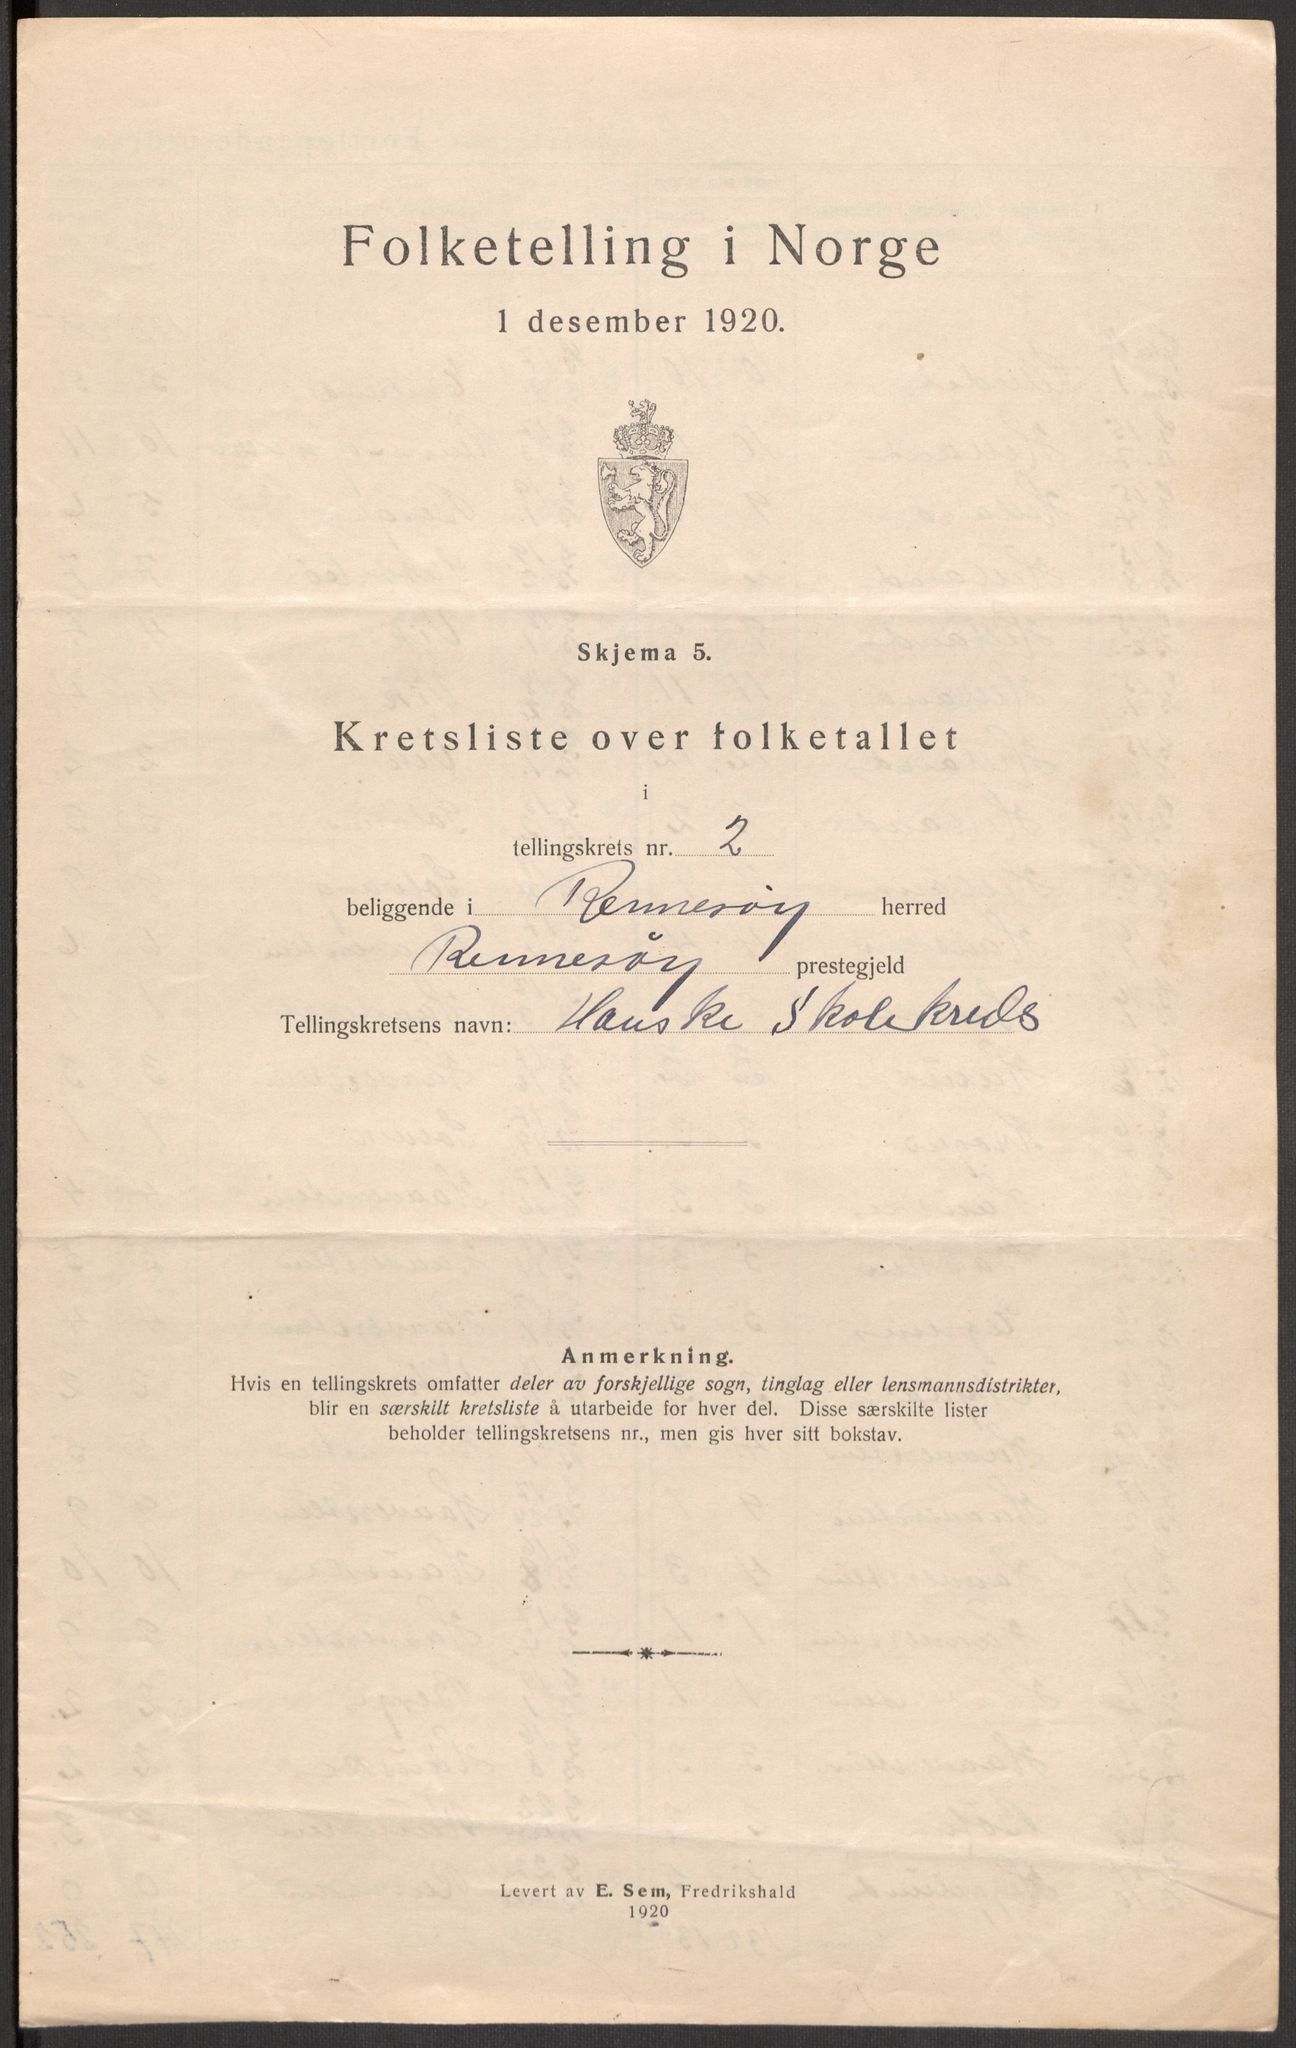 Folketelling i Norge
1 desember 1920.
Skjema 5.
Kretsliste over folketallet
i
tellingskrets nr. 2
beliggende i Rennesöy herred
Rennesöy prestegjeld
Tellingskretsens navn: Hauske Skolekreds
Anmerkning.
Hvis en tellingskrets omfatter deler av forskjellige sogn, tinglag eller lensmannsdistrikter,
blir en særskilt kretsliste å utarbeide for hver del. Disse særskilte lister
beholder tellingskretsens nr., men gis hver sitt bokstav.
Levert av E. Sem, Fredrikshald
1920